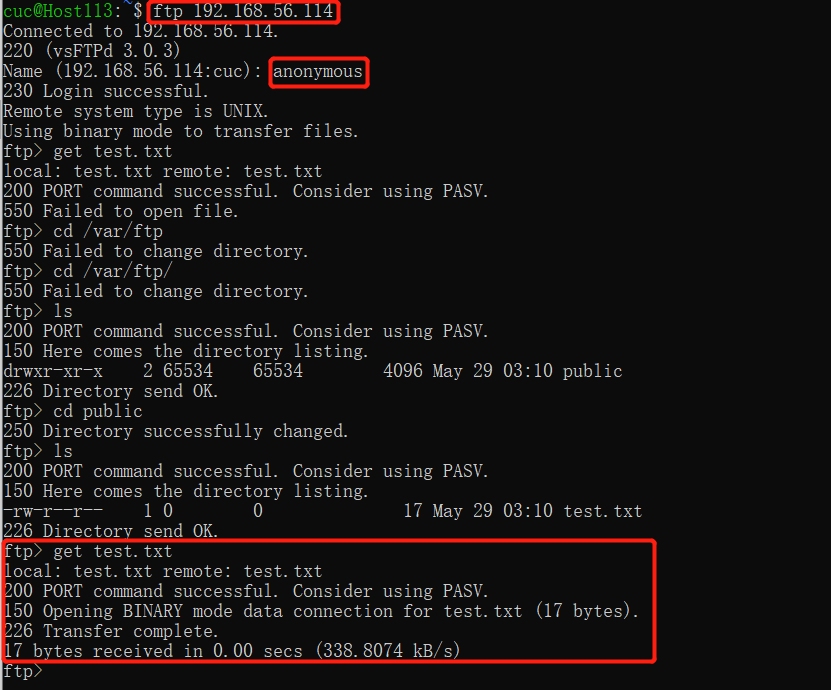 cuc@Host113:~$ ftp 192.168.56.114
Connected to 192.168.56.114.
220 (vsFTPd 3.0.3)
Name (192.168.56.114:cuc): anonymous
230 Login successful.
Remote system type is UNIX.
Using binary mode to transfer files.
ftp> get test.txt
local: test.txt remote: test.txt
200 PORT command successful. Consider using PASV.
550 Failed to open file.
ftp> cd /var/ftp
550 Failed to change directory.
ftp> cd /var/ftp/
550 Failed to change directory.
ftp> ls
200 PORT command successful. Consider using PASV.
150 Here comes the directory listing.
drwxr-xr-x    2 65534    65534        4096 May 29 03:10 public
226 Directory send OK.
ftp> cd public
250 Directory successfully changed.
ftp> ls
200 PORT command successful. Consider using PASV.
150 Here comes the directory listing.
-rw-r--r--    1 0        0              17 May 29 03:10 test.txt
226 Directory send OK.
ftp> get test.txt
local: test.txt remote: test.txt
200 PORT command successful. Consider using PASV.
150 Opening BINARY mode data connection for test.txt (17 bytes).
226 Transfer complete.
17 bytes received in 0.00 secs (338.8074 kB/s)
ftp>